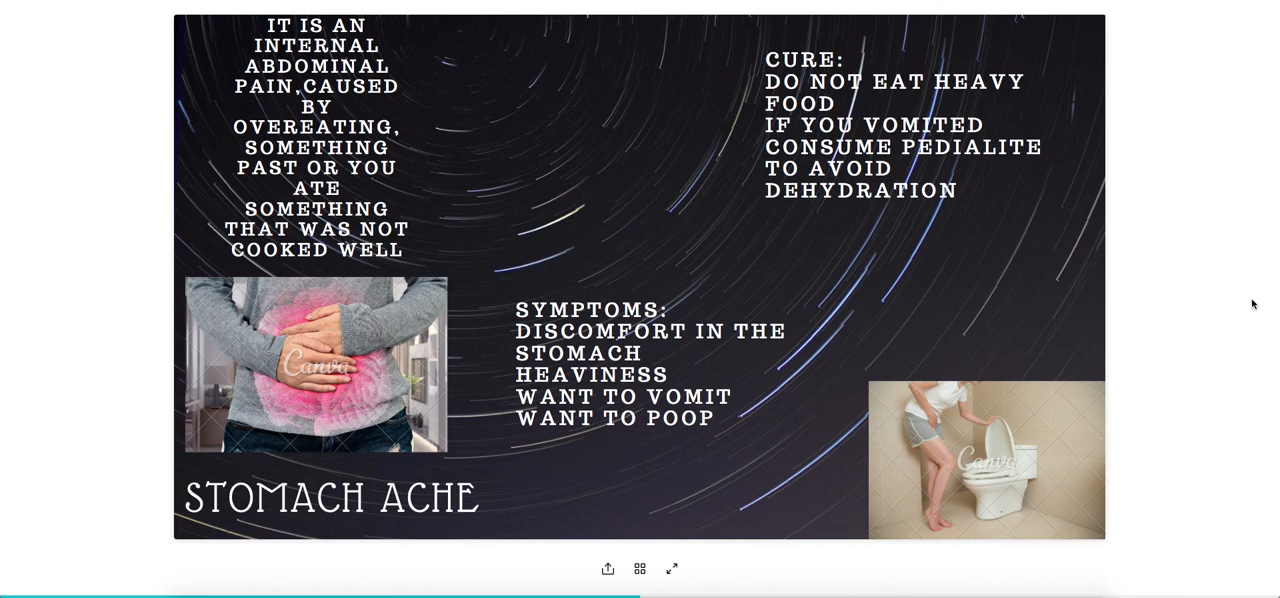 IT IS AN
INTERNAL
ABDOMINAL
PAIN,CAUSED
BY
OVEREATING,
SOMETHING
PAST OR YOU
ATE
SOMETHING
THAT WAS NOT
COOKED WELL
CURE:
DO NOT EAT HEAVY
FOOD
IF YOU VOMITED
CONSUME PEDIALITE
TO AVOID
DEHYDRATION
SYMPTOMS:
DISCOMFORT IN THE
STOMACH
HEAVINESS
WANT TO VOMIT
WANT TO POOP
Canva
Canva
STOMACH ACHE